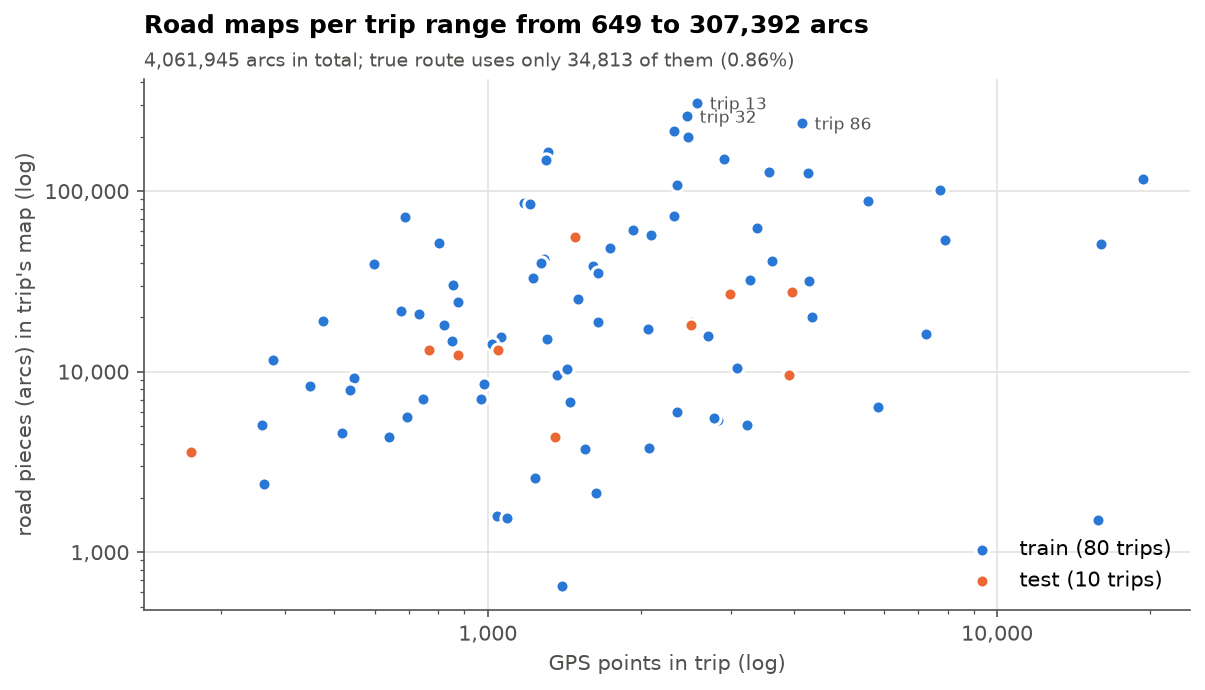 Road maps per trip range from 649 to 307,392 arcs
4,061,945 arcs in total; true route uses only 34,813 of them (0.86%)
road pieces (arcs) in trip's map (log)
100,000
10,000
1,000
trip 13
trip 32
trip 86
train (80 trips)
test (10 trips)
1,000
10,000
GPS points in trip (log)